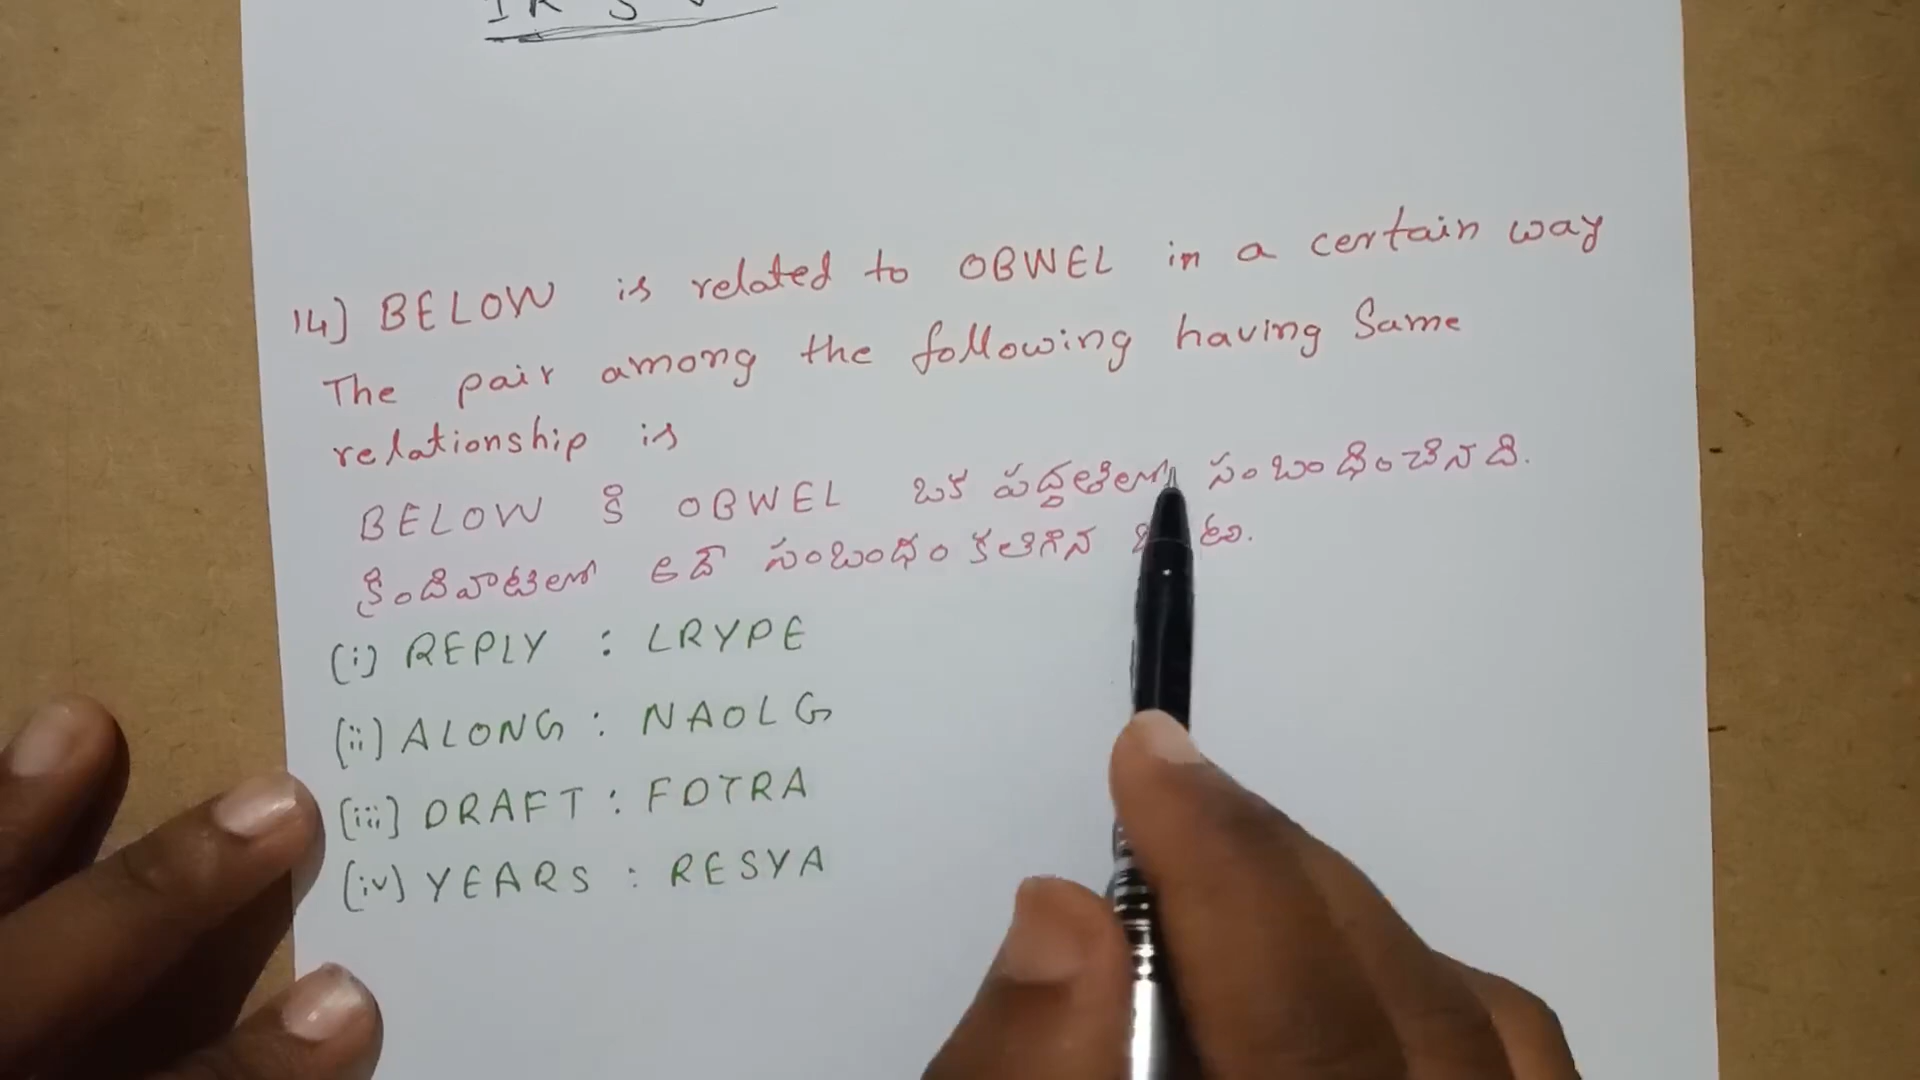 14) BELOW is related to OBWEL in a certain way
The pair among the following having Same
relationship is
BELOW కి OBWEL ఒక పద్ధతిలో సంబంధించినది.
క్రిందివాటిలో అదే సంబంధం కలిగిన
(i) REPLY : LRYPE
(ii) ALONG : NAOLG
(iii) DRAFT : FDTRA
(iv) YEARS : RESYA